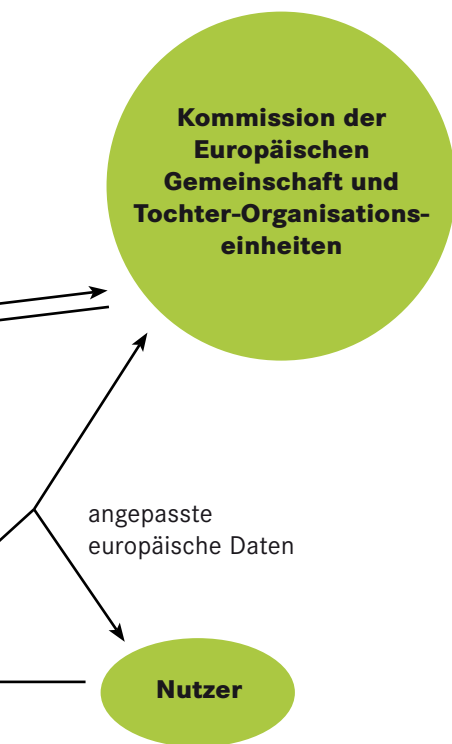 Kommission der
Europäischen
Gemeinschaft und
Tochter-Organisations-
einheiten
angepasste
europäische Daten
Nutzer